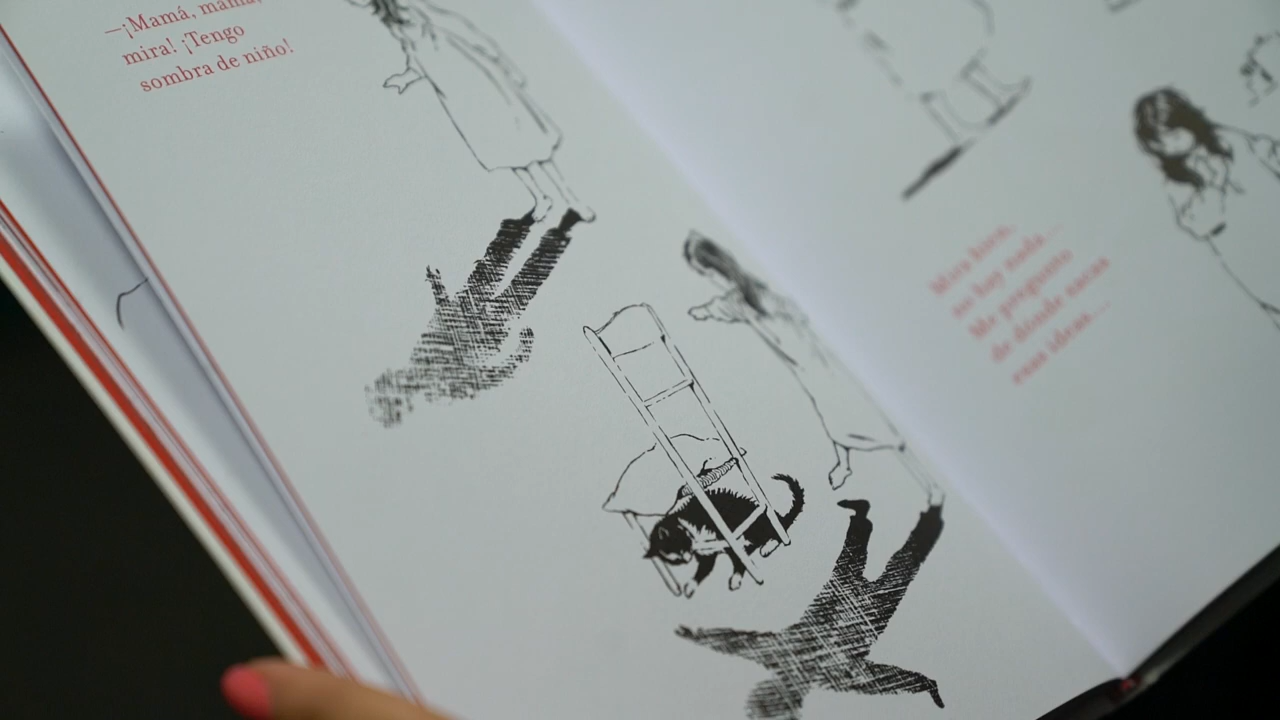 —¡Mamá, mamá,
mira! ¡Tengo
sombra de niño!
Mira bien,
no hay nada...
Me pregunto
de dónde sacas
esas ideas...